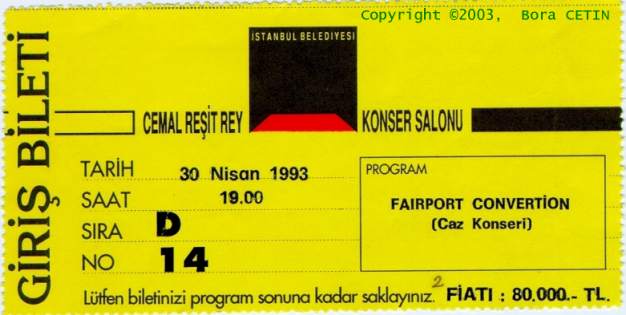 Copyright ©2003, Bora CETIN
GİRİŞ BİLETİ
İSTANBUL BELEDİYESİ
CEMAL REŞİT REY KONSER SALONU
TARİH 30 Nisan 1993
SAAT 19.00
SIRA D
NO 14
PROGRAM
FAIRPORT CONVERTİON
(Caz Konseri)
2
Lütfen biletinizi program sonuna kadar saklayınız. FİATI : 80.000.- TL.